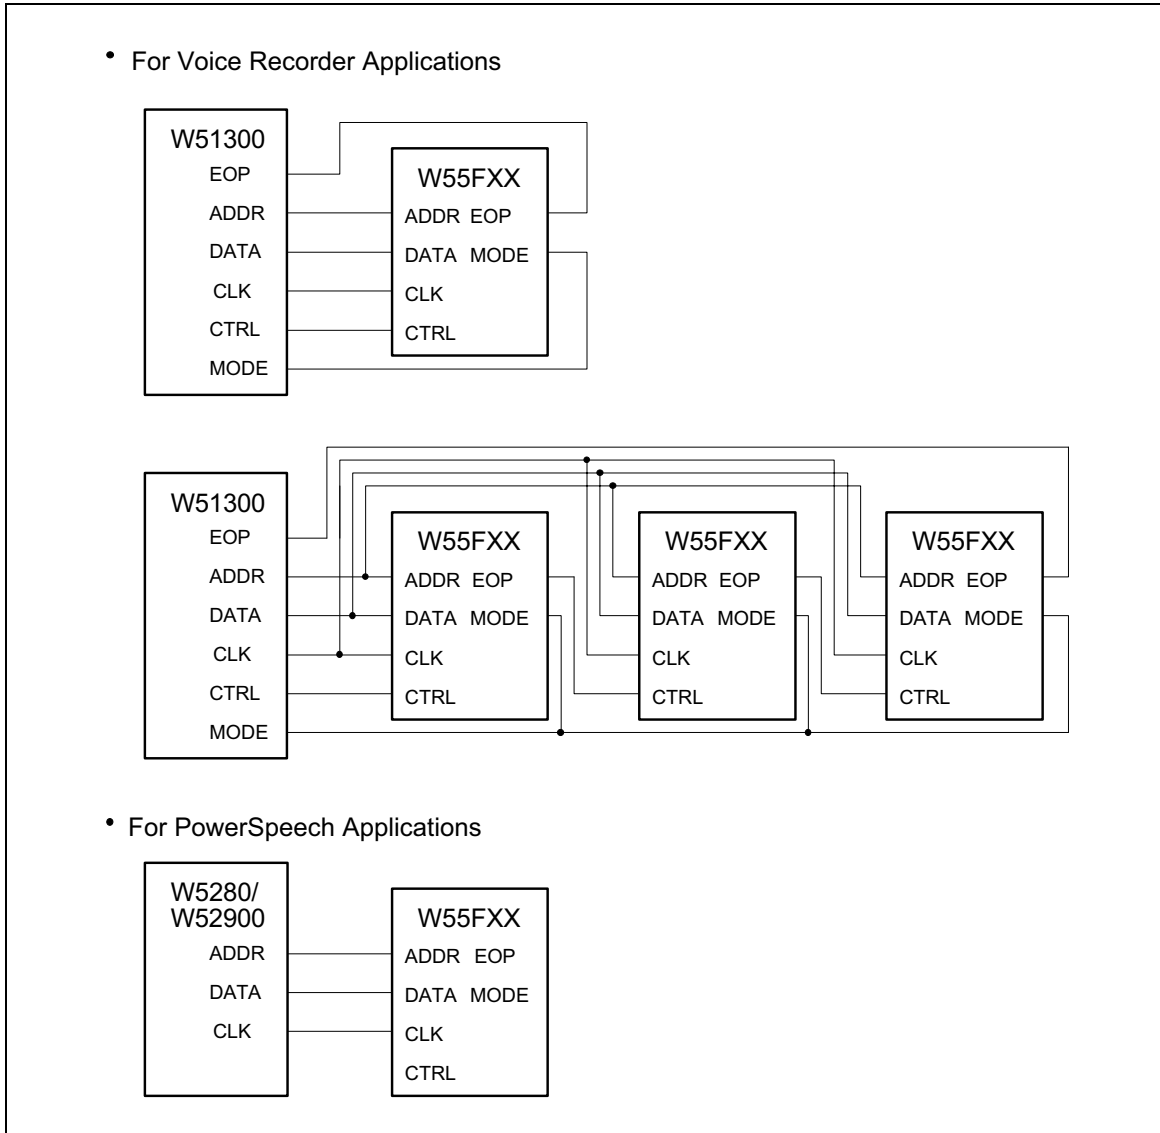 • For Voice Recorder Applications
W51300
EOP
ADDR
DATA
CLK
CTRL
MODE
W55FXX
ADDR EOP
DATA MODE
CLK
CTRL
W51300
EOP
ADDR
DATA
CLK
CTRL
MODE
W55FXX
ADDR EOP
DATA MODE
CLK
CTRL
W55FXX
ADDR EOP
DATA MODE
CLK
CTRL
W55FXX
ADDR EOP
DATA MODE
CLK
CTRL
• For PowerSpeech Applications
W5280/
W52900
ADDR
DATA
CLK
W55FXX
ADDR EOP
DATA MODE
CLK
CTRL